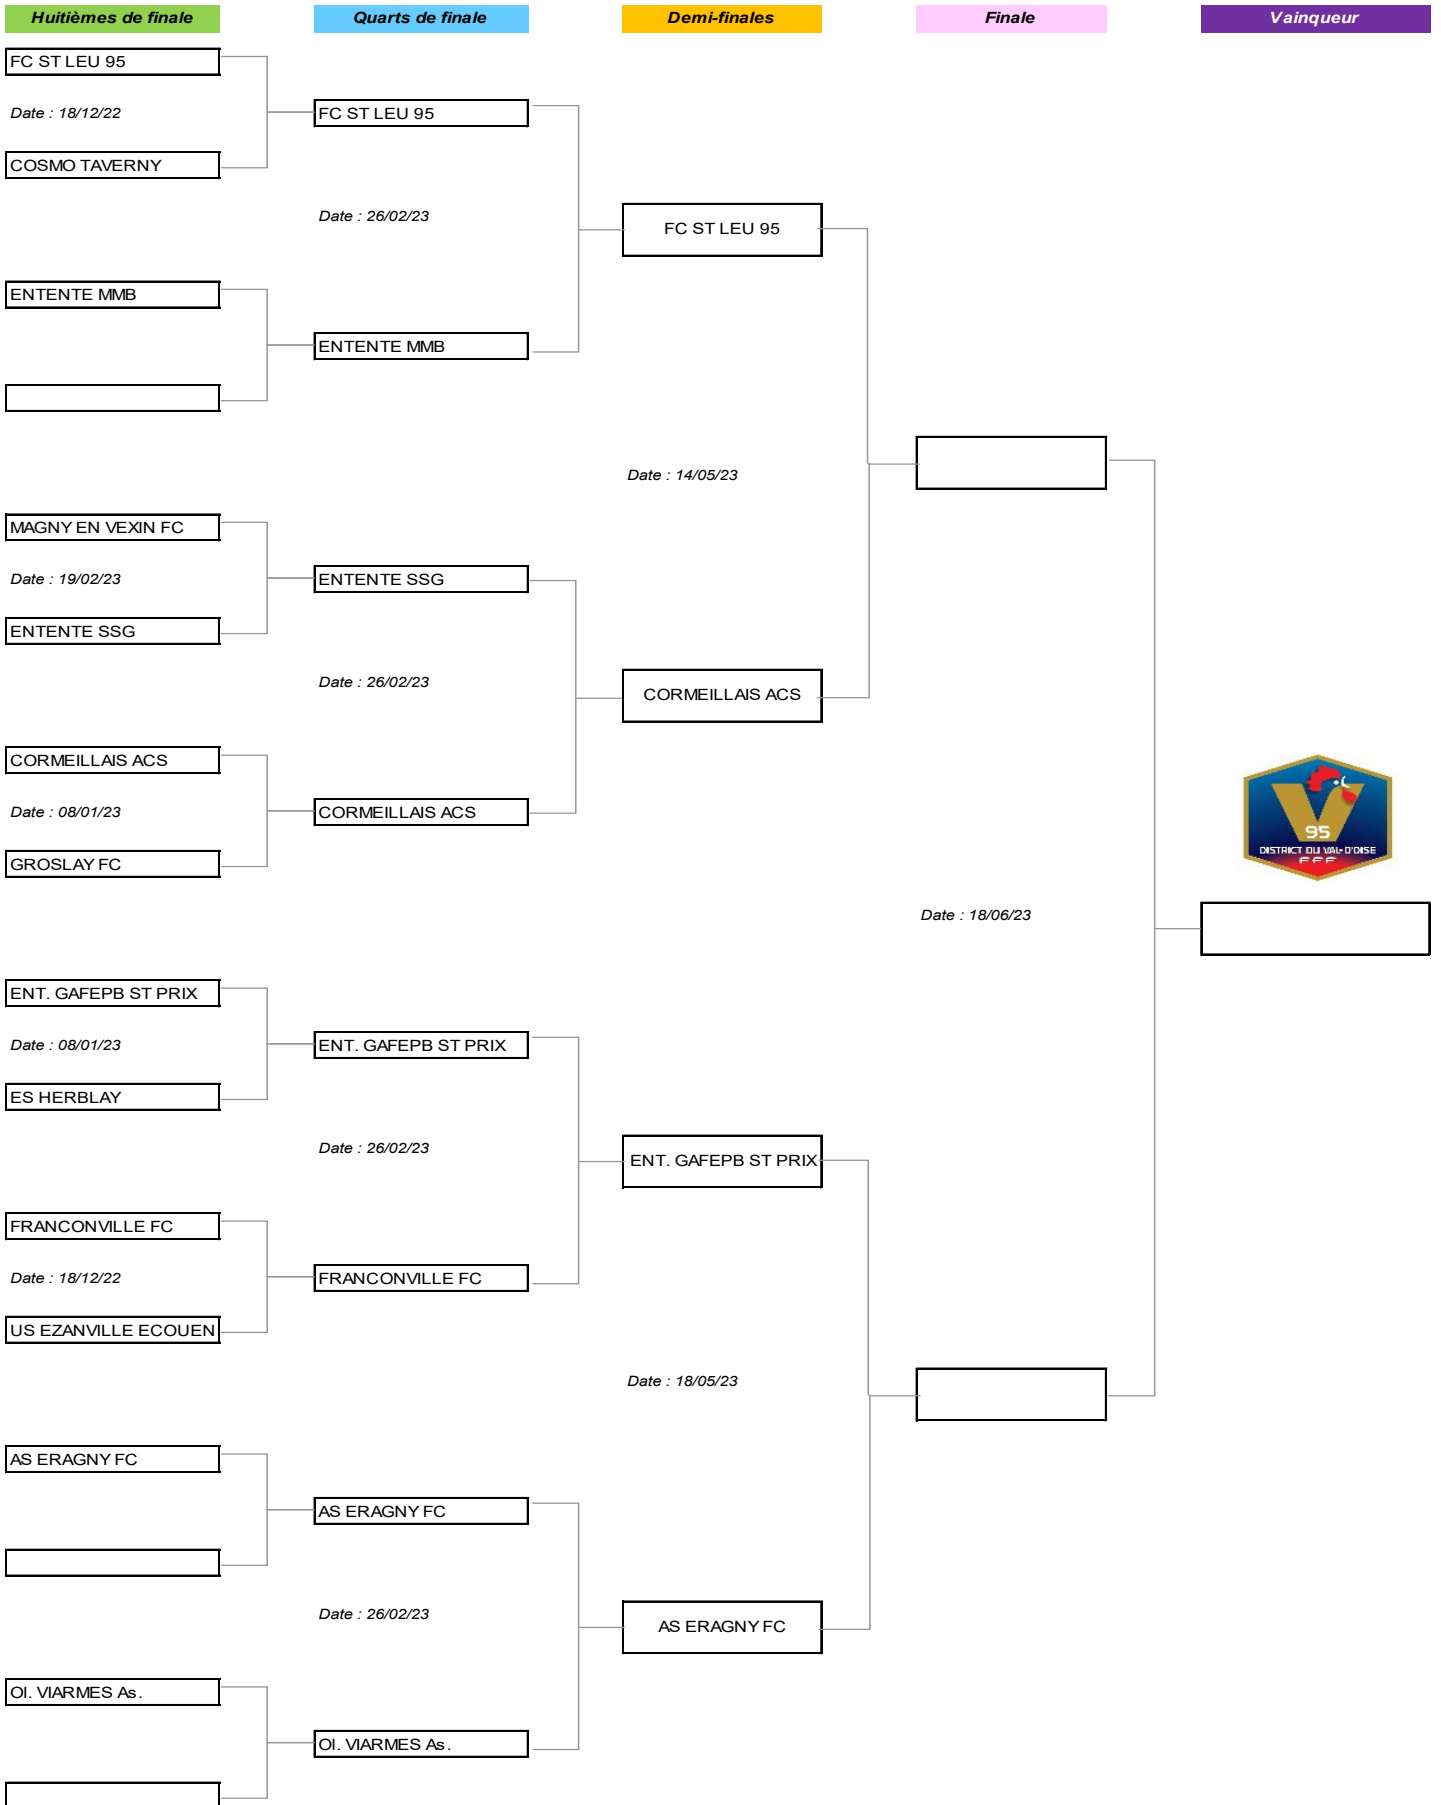 Huitièmes de finale
Quarts de finale
Demi-finales
Finale
Vainqueur
FC ST LEU 95
Date : 18/12/22
FC ST LEU 95
COSMO TAVERNY
Date : 26/02/23
FC ST LEU 95
ENTENTE MMB
ENTENTE MMB
Date : 14/05/23
MAGNY EN VEXIN FC
Date : 19/02/23
ENTENTE SSG
ENTENTE SSG
Date : 26/02/23
CORMEILLAIS ACS
CORMEILLAIS ACS
Date : 08/01/23
CORMEILLAIS ACS
GROSLAY FC
95
DISTRICT DU VAL-D'OISE
FFF
Date : 18/06/23
ENT. GAFEPB ST PRIX
Date : 08/01/23
ENT. GAFEPB ST PRIX
ES HERBLAY
Date : 26/02/23
ENT. GAFEPB ST PRIX
FRANCONVILLE FC
Date : 18/12/22
FRANCONVILLE FC
US EZANVILLE ECOUEN
Date : 18/05/23
AS ERAGNY FC
AS ERAGNY FC
Date : 26/02/23
AS ERAGNY FC
OI. VIARMES As.
OI. VIARMES As.